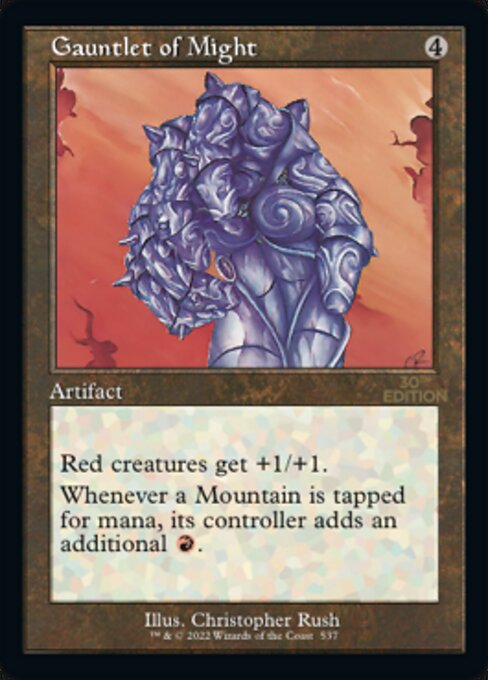 Gauntlet of Might 4
30TH
EDITION
Artifact
Red creatures get +1/+1.
Whenever a Mountain is tapped
for mana, its controller adds an
additional .
Illus. Christopher Rush
™ & © 2022 Wizards of the Coast 537